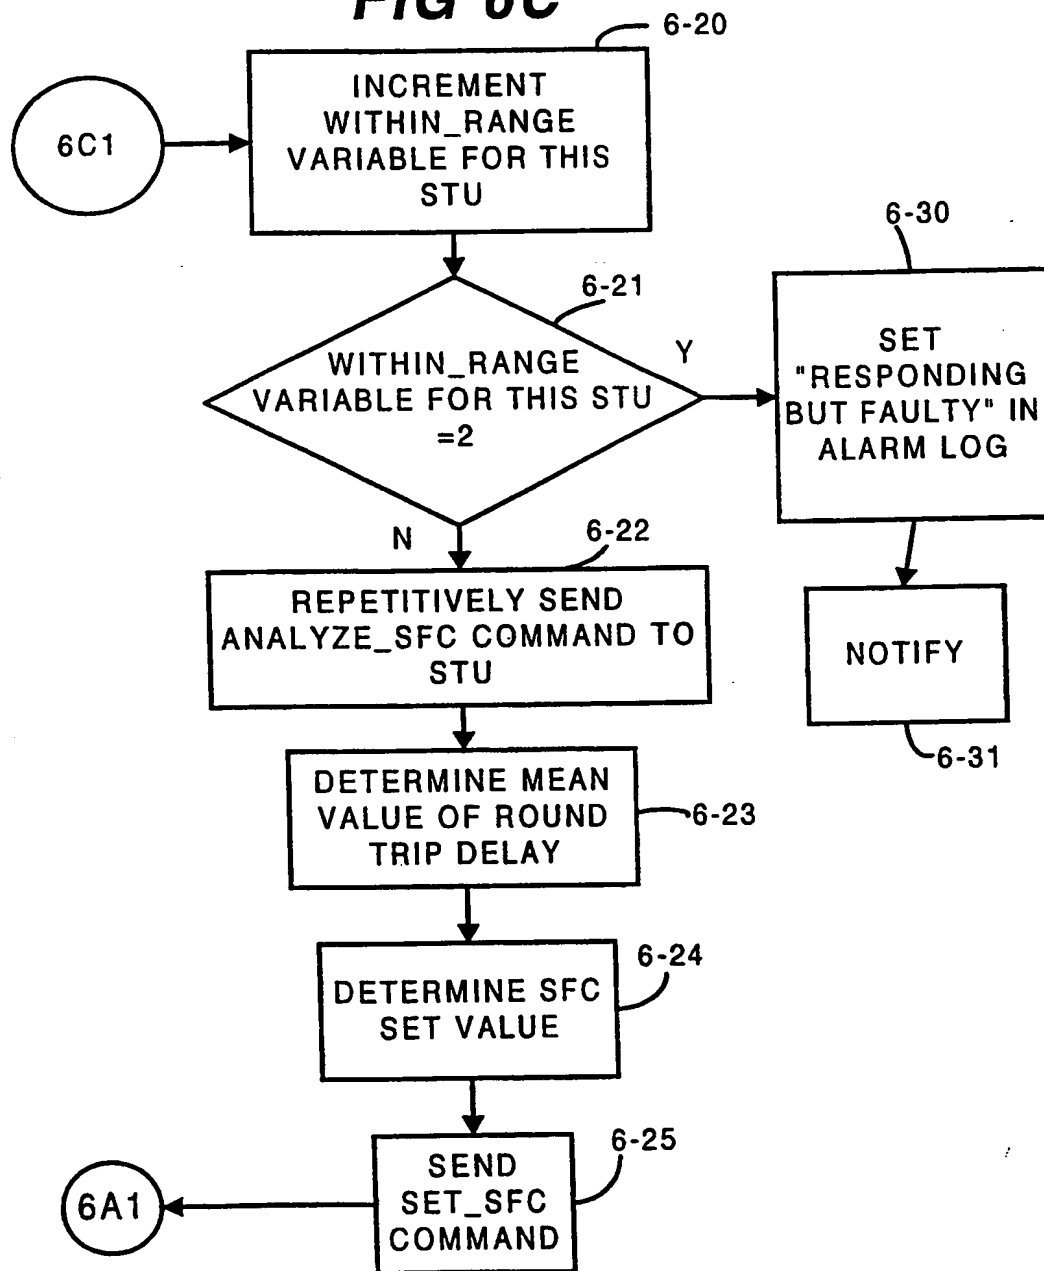 FIG 6C
6-20
INCREMENT
WITHIN_RANGE
VARIABLE FOR THIS
STU
6C1
6-30
6-21
WITHIN_RANGE
VARIABLE FOR THIS STU
=2
Y
SET
"RESPONDING
BUT FAULTY" IN
ALARM LOG
N
6-22
REPETITIVELY SEND
ANALYZE_SFC COMMAND TO
STU
NOTIFY
6-31
DETERMINE MEAN
VALUE OF ROUND
TRIP DELAY
6-23
6-24
DETERMINE SFC
SET VALUE
6-25
SEND
SET_SFC
COMMAND
6A1